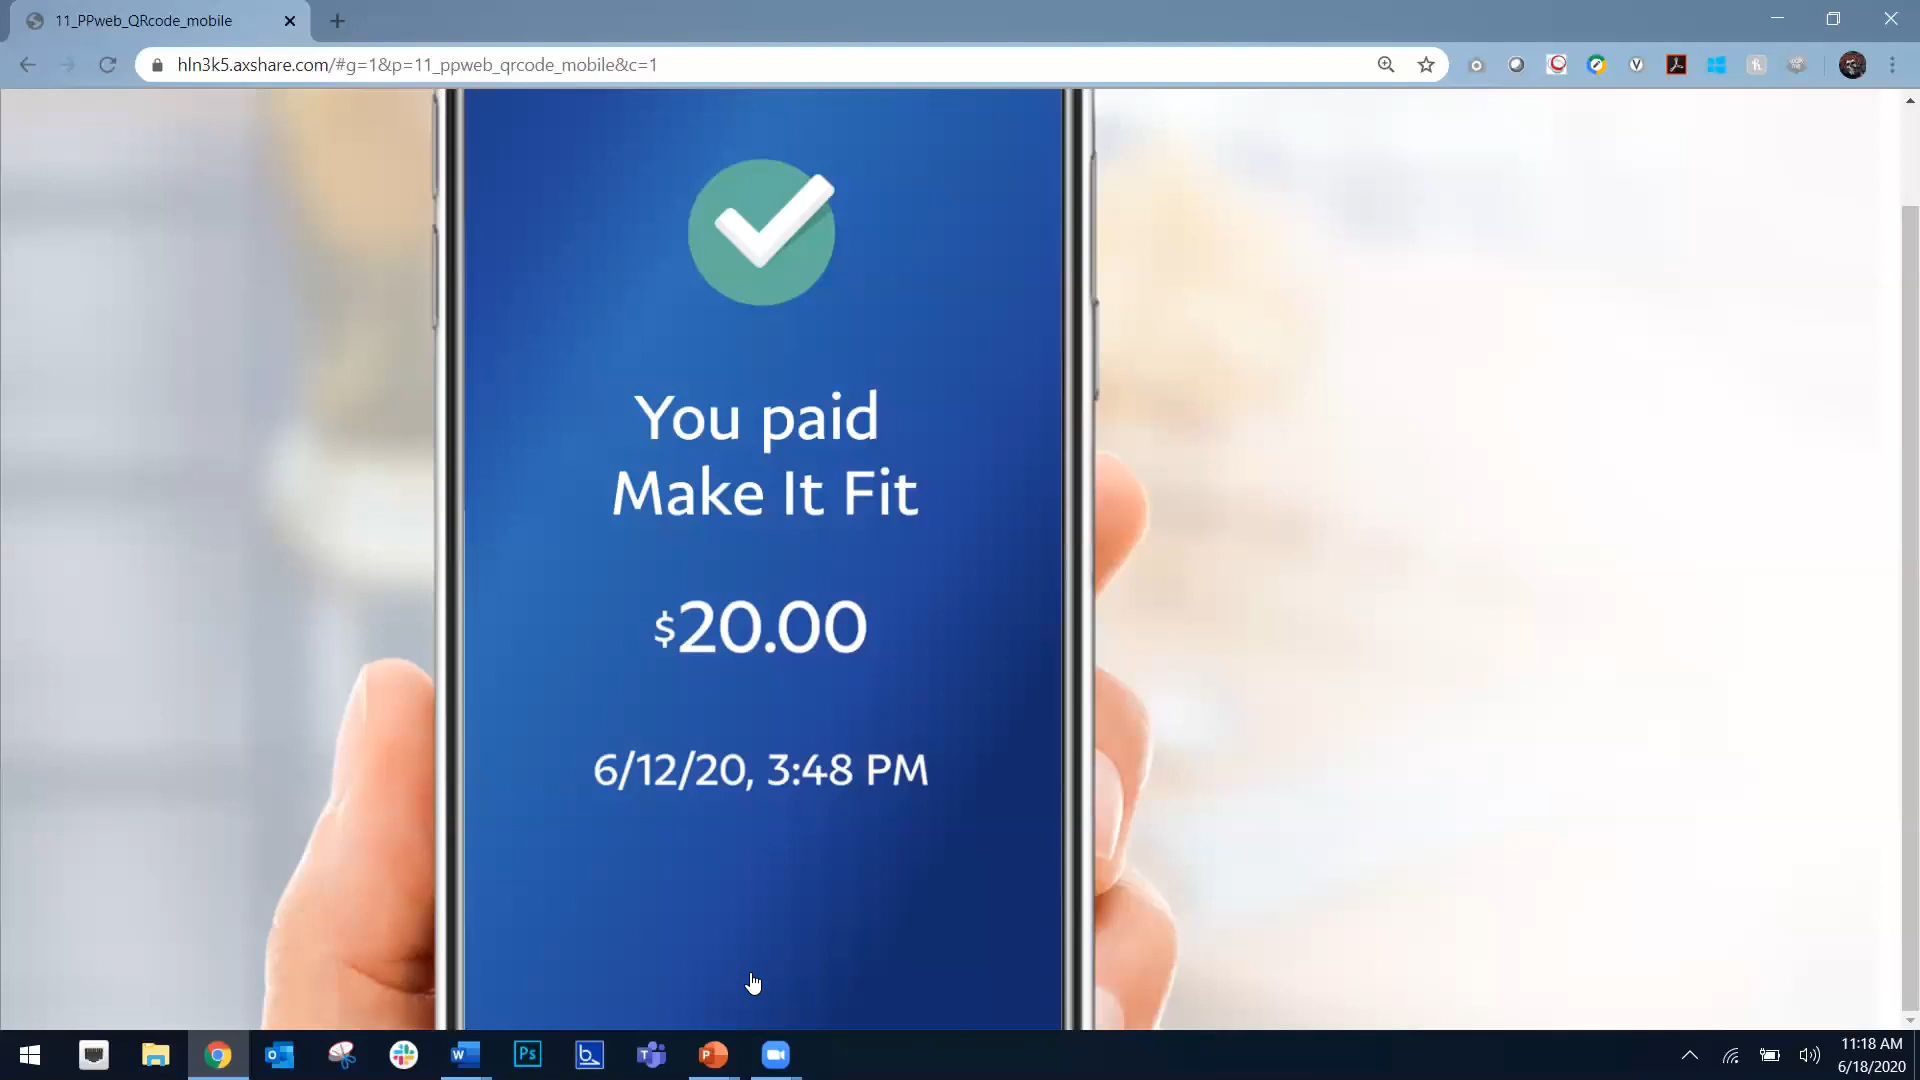 11_PPweb_QRcode_mobile
hln3k5.axshare.com/#g=1&p=11_ppweb_qrcode_mobile&c=1
You paid
Make It Fit
$20.00
6/12/20, 3:48 PM
11:18 AM
6/18/2020